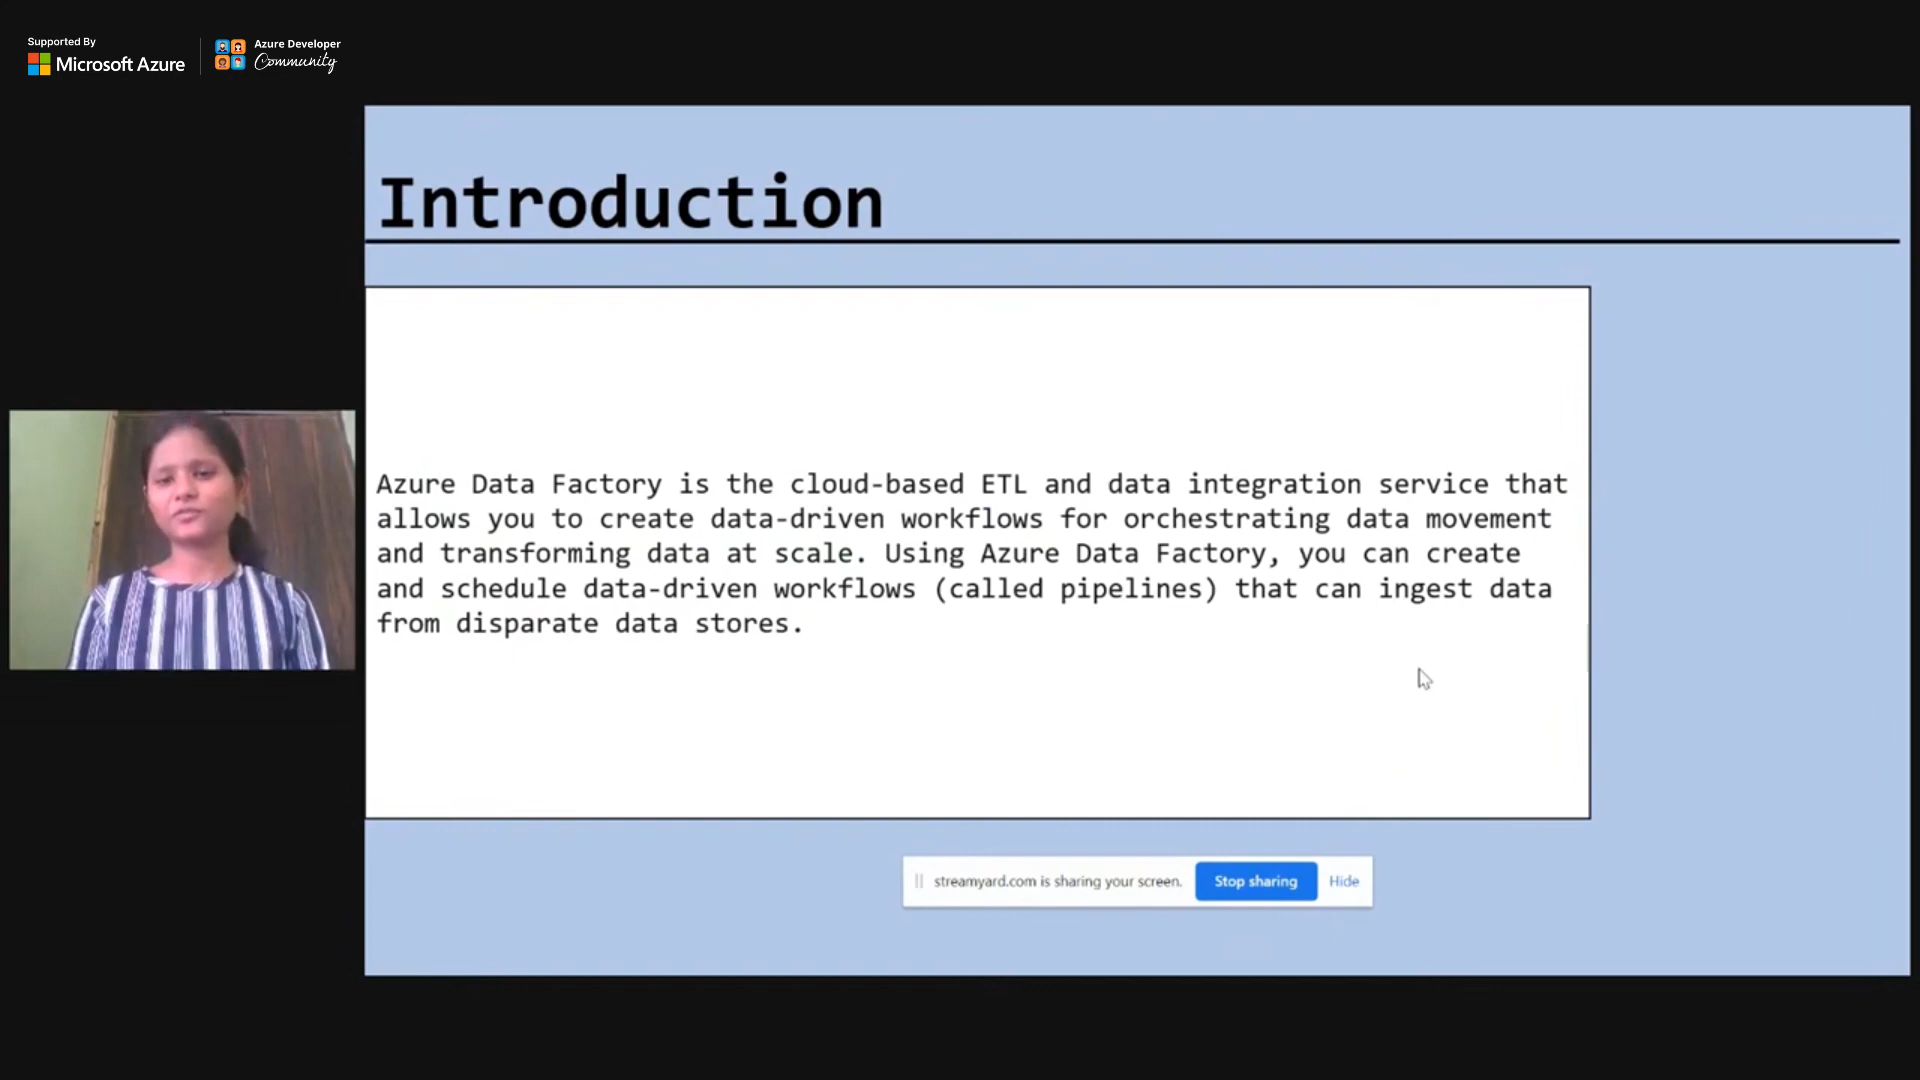 Supported By
Microsoft Azure
Azure Developer
Community
Introduction
Azure Data Factory is the cloud-based ETL and data integration service that
allows you to create data-driven workflows for orchestrating data movement
and transforming data at scale. Using Azure Data Factory, you can create
and schedule data-driven workflows (called pipelines) that can ingest data
from disparate data stores.
streamyard.com is sharing your screen.
Stop sharing
Hide